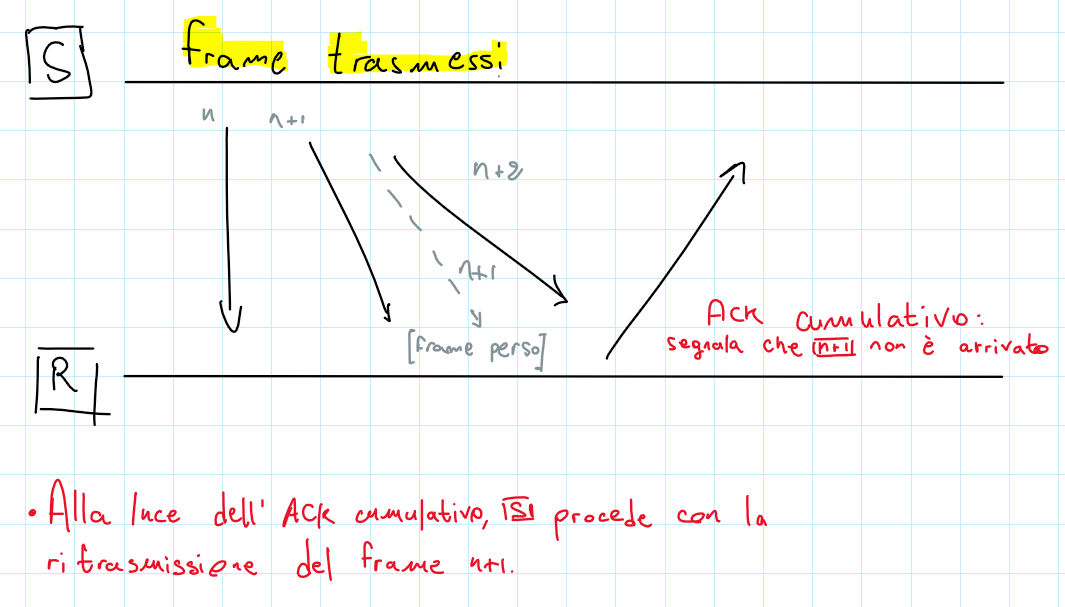 S
frame trasmessi
n
n+1
n+2
n+1
[frame perso]
Ack cumulativo:
segnala che n+1 non è arrivato
R
• Alla luce dell' ACK cumulativo, S procede con la
ritrasmissione del frame n+1.